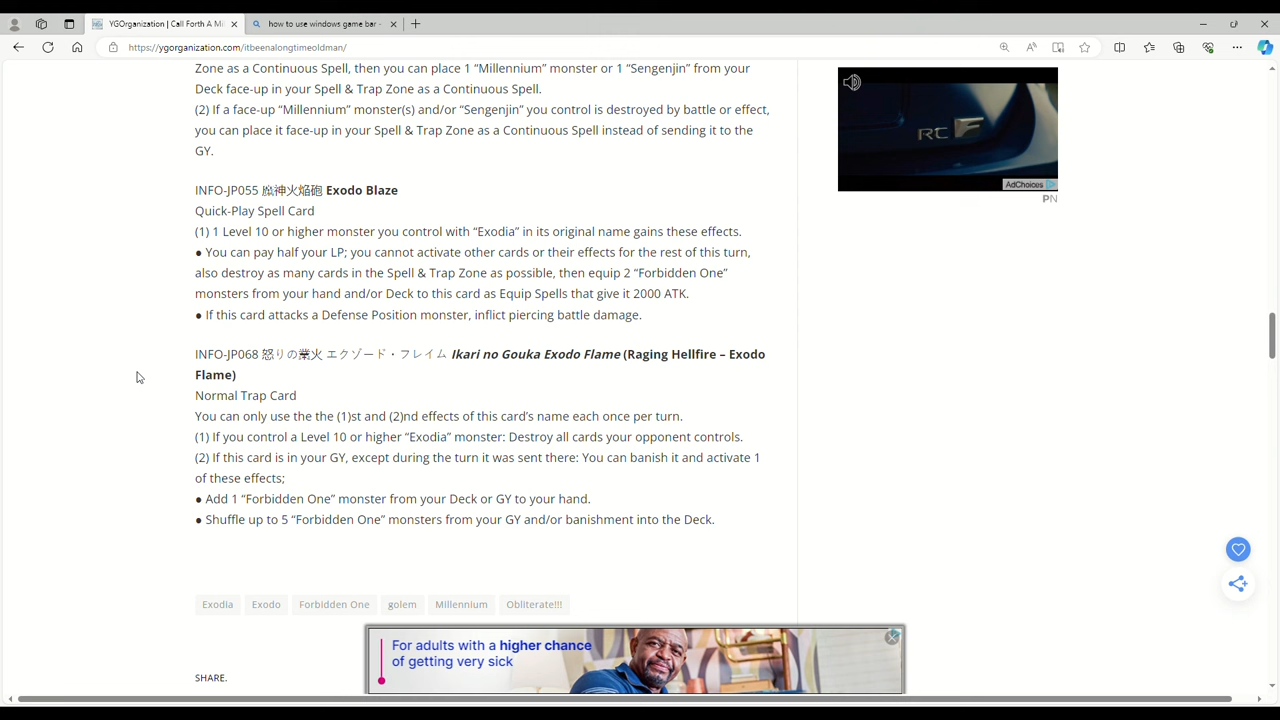 YGOrganization | Call Forth A Mi
how to use windows game bar -
https://ygorganization.com/itbeenalongtimeoldman/
Zone as a Continuous Spell, then you can place 1 “Millennium” monster or 1 “Sengenjin” from your
Deck face-up in your Spell & Trap Zone as a Continuous Spell.
(2) If a face-up “Millennium” monster(s) and/or “Sengenjin” you control is destroyed by battle or effect,
you can place it face-up in your Spell & Trap Zone as a Continuous Spell instead of sending it to the
GY.
INFO-JP055 魔神火焔砲 Exodo Blaze
Quick-Play Spell Card
(1) 1 Level 10 or higher monster you control with “Exodia” in its original name gains these effects.
● You can pay half your LP; you cannot activate other cards or their effects for the rest of this turn,
also destroy as many cards in the Spell & Trap Zone as possible, then equip 2 “Forbidden One”
monsters from your hand and/or Deck to this card as Equip Spells that give it 2000 ATK.
● If this card attacks a Defense Position monster, inflict piercing battle damage.
INFO-JP068 怒りの業火 エクゾード・フレイム Ikari no Gouka Exodo Flame (Raging Hellfire – Exodo
Flame)
Normal Trap Card
You can only use the the (1)st and (2)nd effects of this card’s name each once per turn.
(1) If you control a Level 10 or higher “Exodia” monster: Destroy all cards your opponent controls.
(2) If this card is in your GY, except during the turn it was sent there: You can banish it and activate 1
of these effects;
● Add 1 “Forbidden One” monster from your Deck or GY to your hand.
● Shuffle up to 5 “Forbidden One” monsters from your GY and/or banishment into the Deck.
Exodia
Exodo
Forbidden One
golem
Millennium
Obliterate!!!
SHARE.
RC F
AdChoices
PN
For adults with a higher chance
of getting very sick